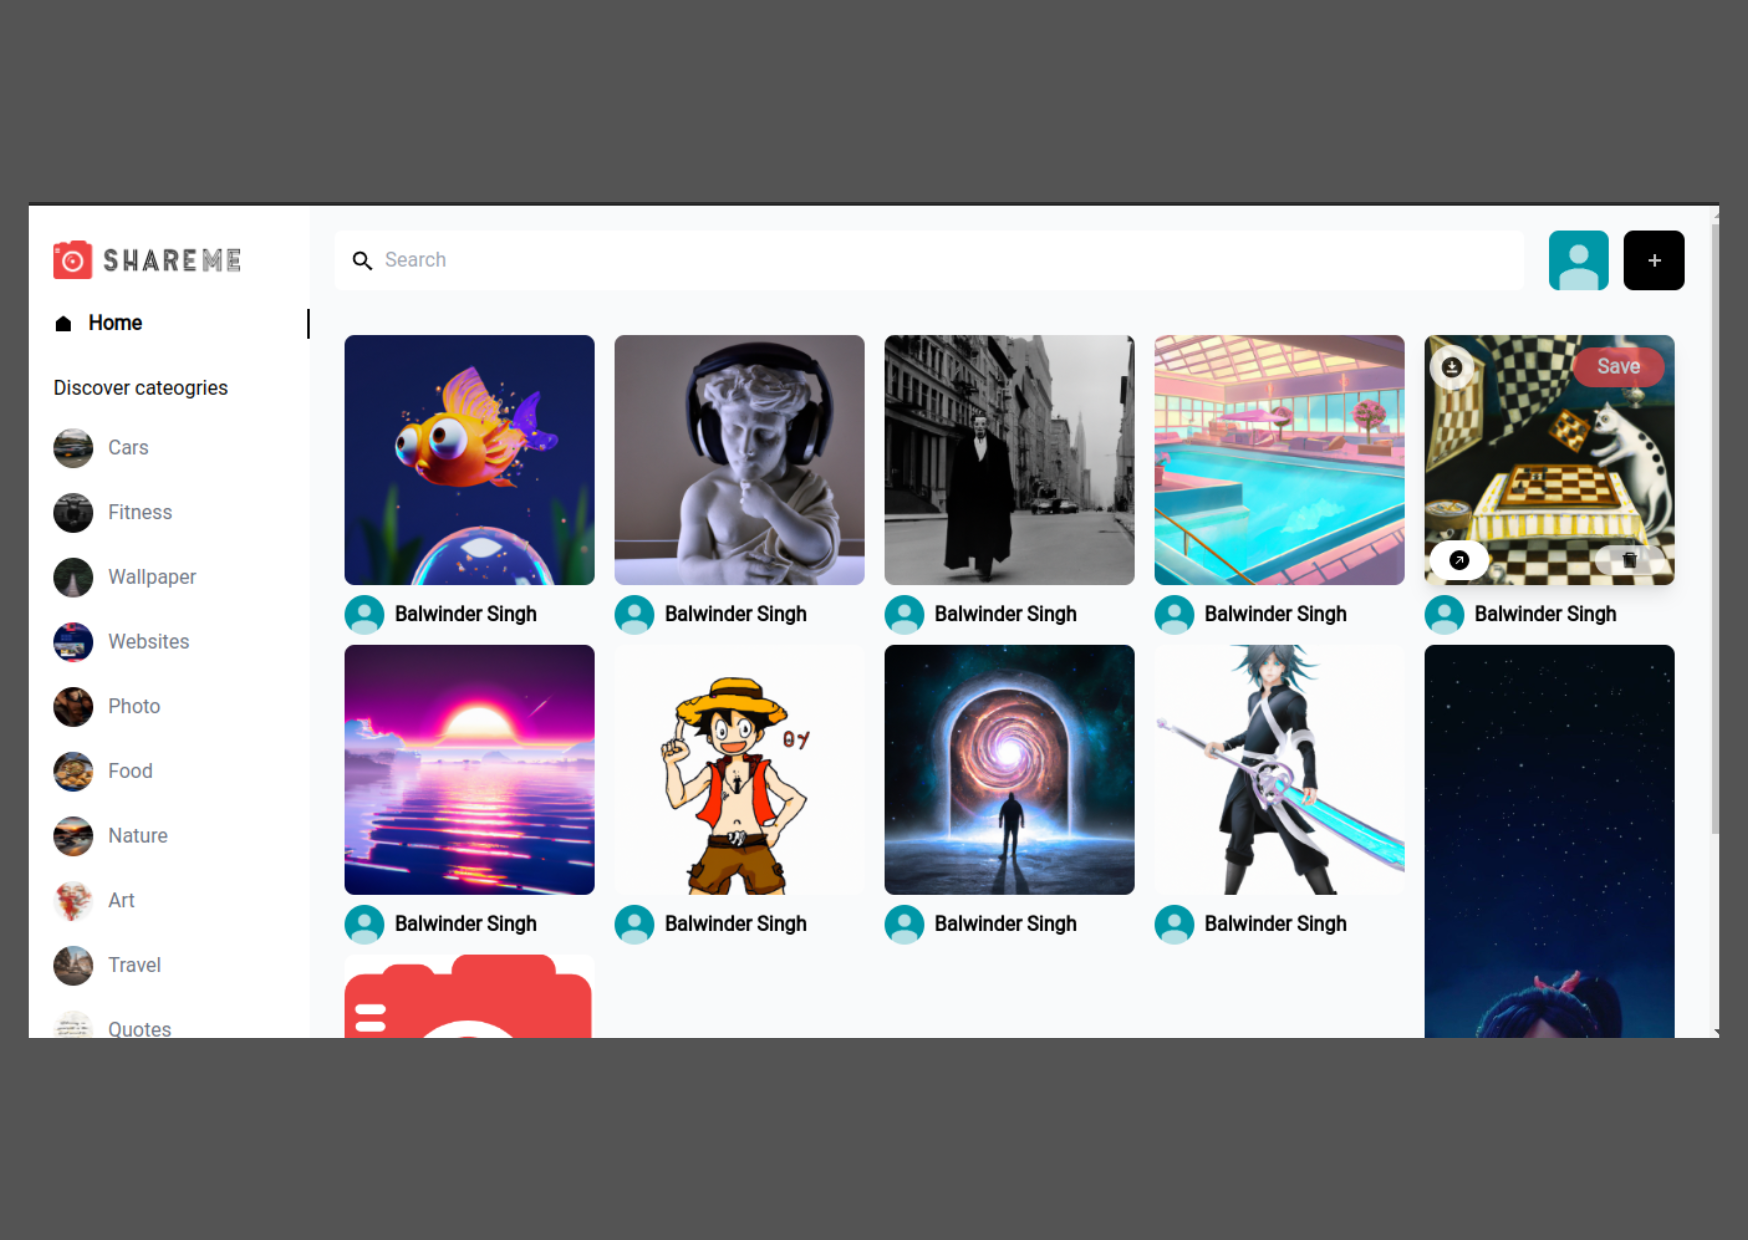 SHAREME
Search
+
Home
Discover cateogries
Cars
Fitness
Wallpaper
Websites
Photo
Food
Nature
Art
Travel
Quotes
Save
Balwinder Singh
Balwinder Singh
Balwinder Singh
Balwinder Singh
Balwinder Singh
Balwinder Singh
Balwinder Singh
Balwinder Singh
Balwinder Singh